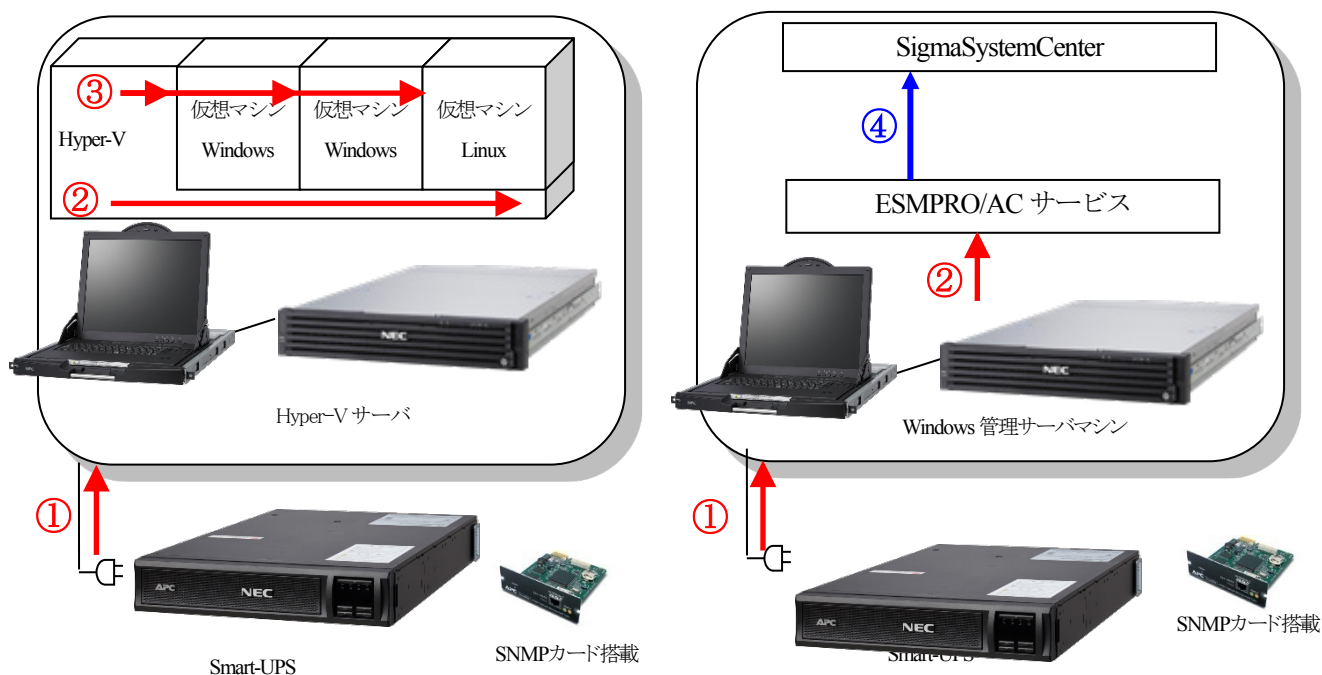 ③
Hyper-V
仮想マシン
Windows
仮想マシン
Windows
仮想マシン
Linux
②
NEC
Hyper-V サーバ
①
APC
NEC
Smart-UPS
SNMPカード搭載
SigmaSystemCenter
④
ESMPRO/AC サービス
②
NEC
Windows 管理サーバマシン
①
APC
NEC
Smart-UPS
SNMPカード搭載